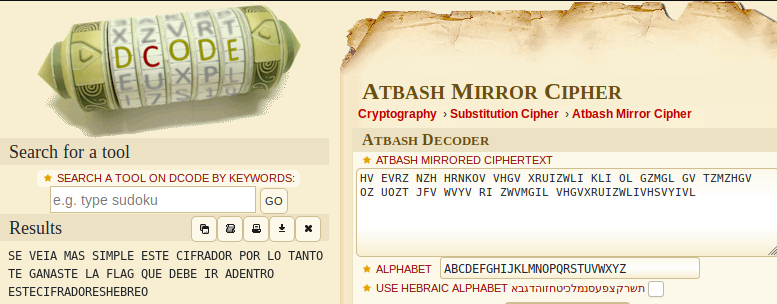 X Z V R T
D C O D E
E U X P L
Search for a tool
★ SEARCH A TOOL ON DCODE BY KEYWORDS:
e.g. type sudoku GO
Results
SE VEIA MAS SIMPLE ESTE CIFRADOR POR LO TANTO
TE GANASTE LA FLAG QUE DEBE IR ADENTRO
ESTECIFRADORESHEBREO
ATBASH MIRROR CIPHER
Cryptography › Substitution Cipher › Atbash Mirror Cipher
ATBASH DECODER
★ ATBASH MIRRORED CIPHERTEXT
HV EVRZ NZH HRNKOV VHGV XRUIZWLI KLI OL GZMGL GV TZMZHGV
OZ UOZT JFV WVYV RI ZWVMGIL VHGVXRUIZWLIVHSVYIVL
★ ALPHABET ABCDEFGHIJKLMNOPQRSTUVWXYZ
★ USE HEBRAIC ALPHABET תשרקצפעסנמלכיטחזוהדגבא